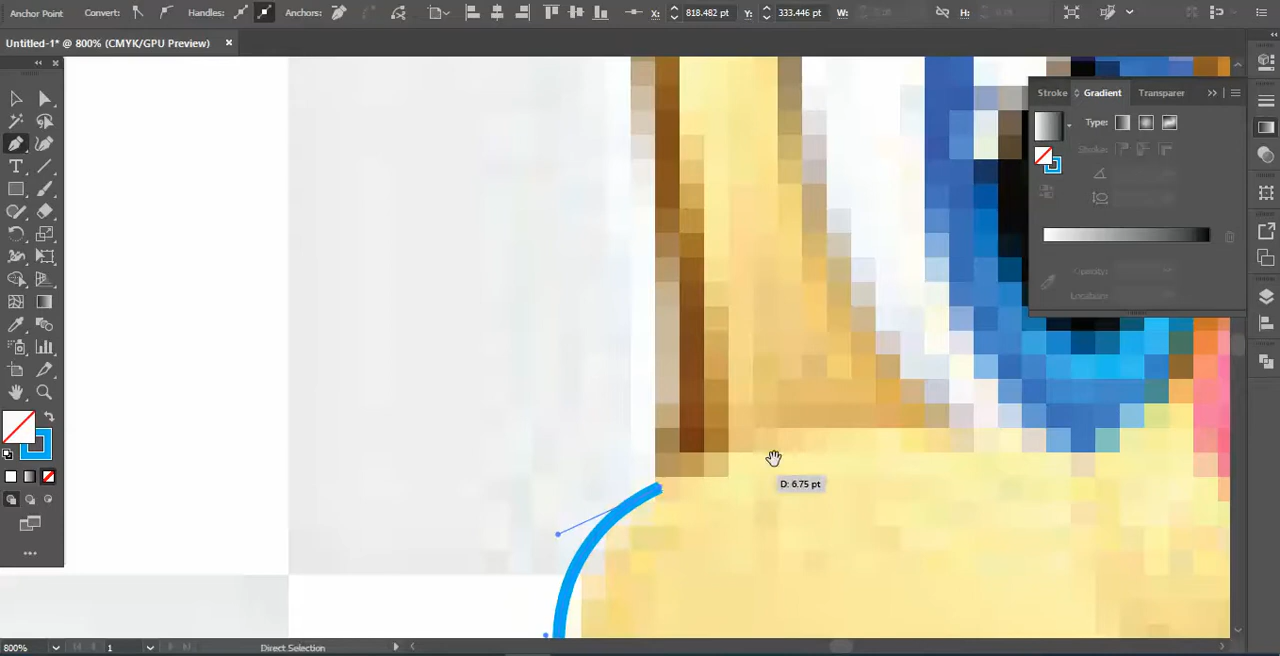 Anchor Point Convert: Handles: Anchors: X: 818.482 pt Y: 333.446 pt W: H:
Untitled-1* @ 800% (CMYK/GPU Preview) ×
Stroke Gradient Transparer
Type:
Stroke:
Opacity:
Location:
D: 6.75 pt
800% 1 Direct Selection